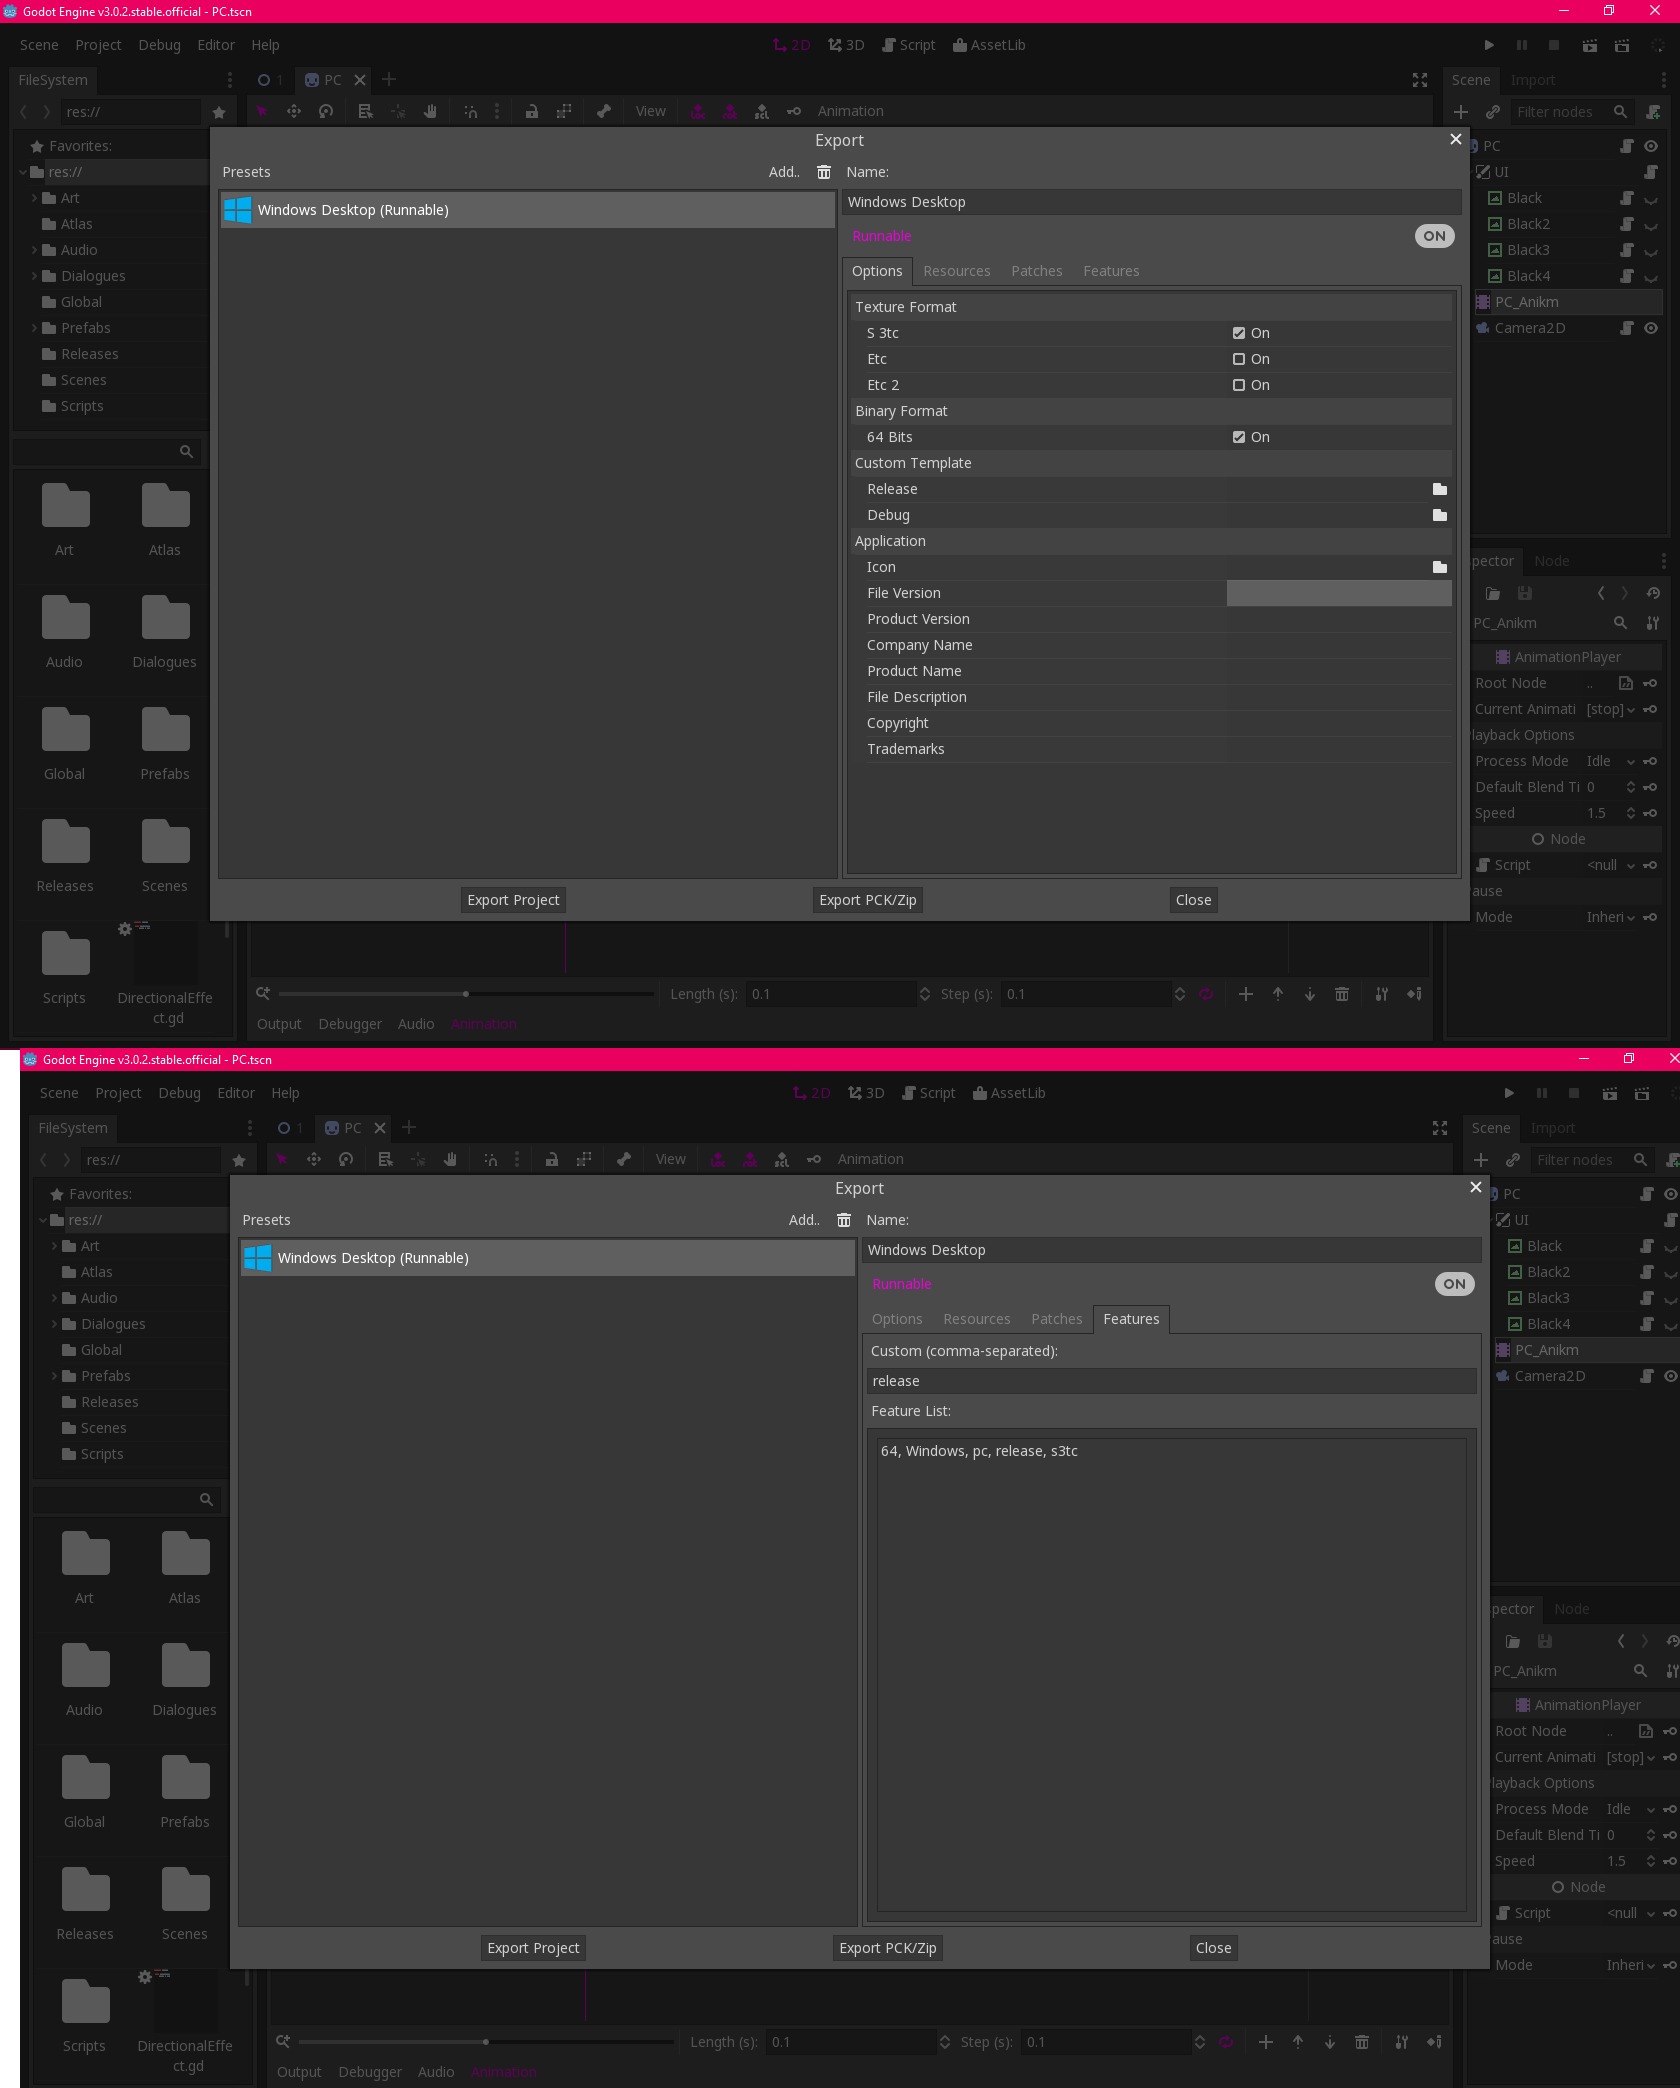 Godot Engine v3.0.2.stable.official - PC.tscn
Scene Project Debug Editor Help 2D 3D Script AssetLib
FileSystem 1 PC Scene Import
res:// View Animation Filter nodes
Export
Favorites: PC
Presets Add.. Name:
res:// UI
Art Windows Desktop (Runnable) Windows Desktop Black
Atlas Black2
Runnable ON
Audio Black3
Options Resources Patches Features
Dialogues Black4
Global Texture Format PC_Anikm
Prefabs S 3tc On Camera2D
Releases Etc On
Scenes Etc 2 On
Scripts Binary Format
64 Bits On
Custom Template
Release
Debug
Art Atlas Application pector Node
Icon
File Version
Product Version PC_Anikm
Company Name AnimationPlayer
Audio Dialogues Product Name Root Node ..
File Description Current Animati [stop]
Copyright layback Options
Trademarks Process Mode Idle
Global Prefabs Default Blend Ti 0
Speed 1.5
Node
Script <null
Releases Scenes ause
Export Project Export PCK/Zip Close
Mode Inheri
Scripts DirectionalEffe Length (s): 0.1 Step (s): 0.1
ct.gd
Output Debugger Audio Animation
Godot Engine v3.0.2.stable.official - PC.tscn
Scene Project Debug Editor Help 2D 3D Script AssetLib
FileSystem 1 PC Scene Import
res:// View Animation Filter nodes
Export
Favorites: PC
Presets Add.. Name:
res:// UI
Art Windows Desktop (Runnable) Windows Desktop Black
Atlas Black2
Runnable ON
Audio Black3
Options Resources Patches Features
Dialogues Black4
Global Custom (comma-separated): PC_Anikm
Prefabs release Camera2D
Releases Feature List:
Scenes
Scripts 64, Windows, pc, release, s3tc
Art Atlas pector Node
PC_Anikm
Audio Dialogues AnimationPlayer
Root Node ..
Current Animati [stop]
layback Options
Global Prefabs Process Mode Idle
Default Blend Ti 0
Speed 1.5
Node
Script <null
Releases Scenes ause
Export Project Export PCK/Zip Close
Mode Inheri
Scripts DirectionalEffe Length (s): 0.1 Step (s): 0.1
ct.gd
Output Debugger Audio Animation